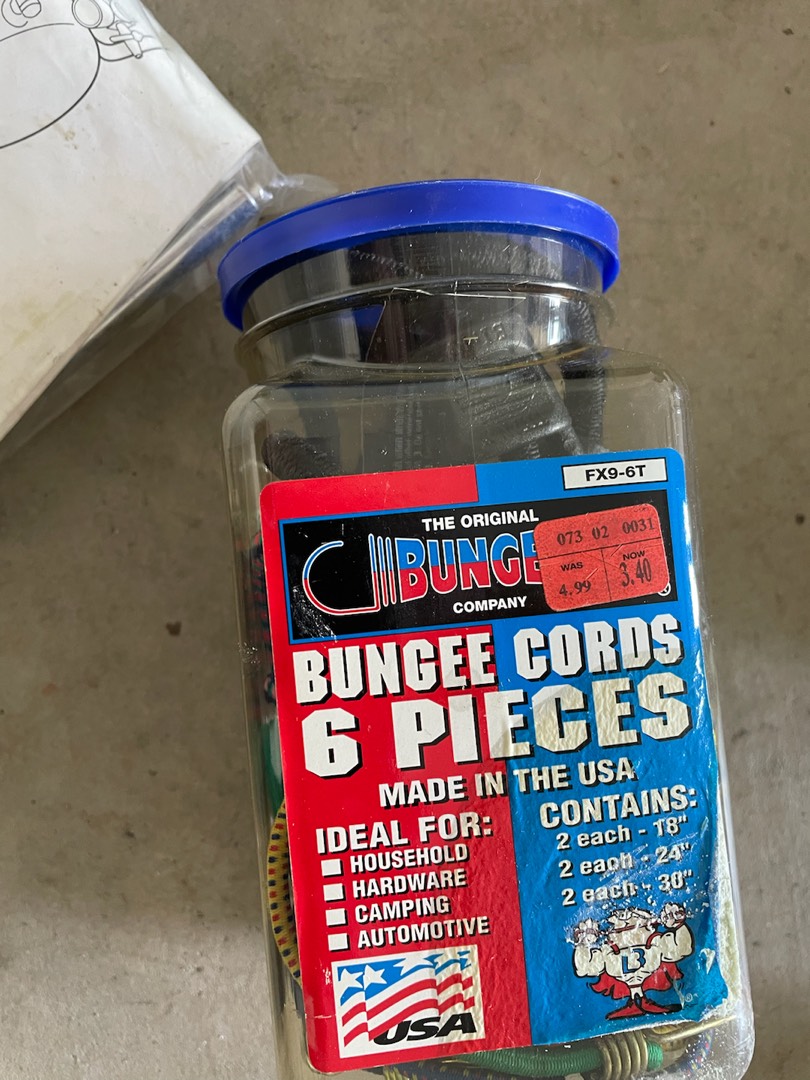 FX9-6T
THE ORIGINAL
BUNGE
COMPANY
®
073 02 0031
WAS 4.99
NOW 3.40
BUNGEE CORDS
6 PIECES
MADE IN THE USA
IDEAL FOR:
HOUSEHOLD
HARDWARE
CAMPING
AUTOMOTIVE
CONTAINS:
2 each - 18"
2 each - 24"
2 each - 30"
USA
B